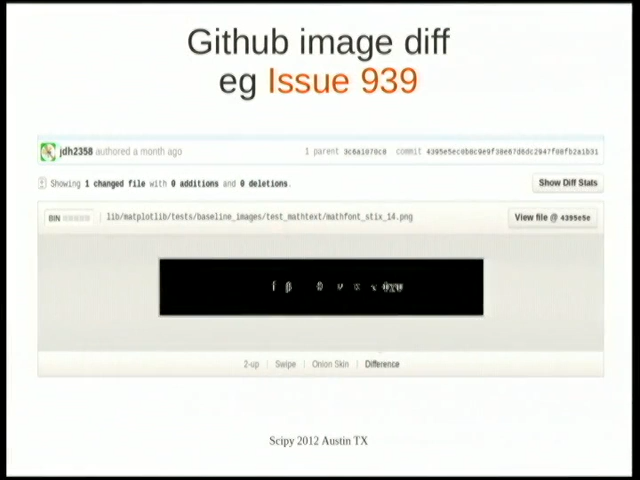 Github image diff
eg Issue 939
jdh2358 authored a month ago
1 parent 3c6a1070c8 commit
Showing 1 changed file with 0 additions and 0 deletions.
Show Diff Stats
BIN
lib/matplotlib/tests/baseline_images/test_mathtext/mathfont_stix_14.png
View file @ 4395e5e
2-up | Swipe | Onion Skin | Difference
Scipy 2012 Austin TX